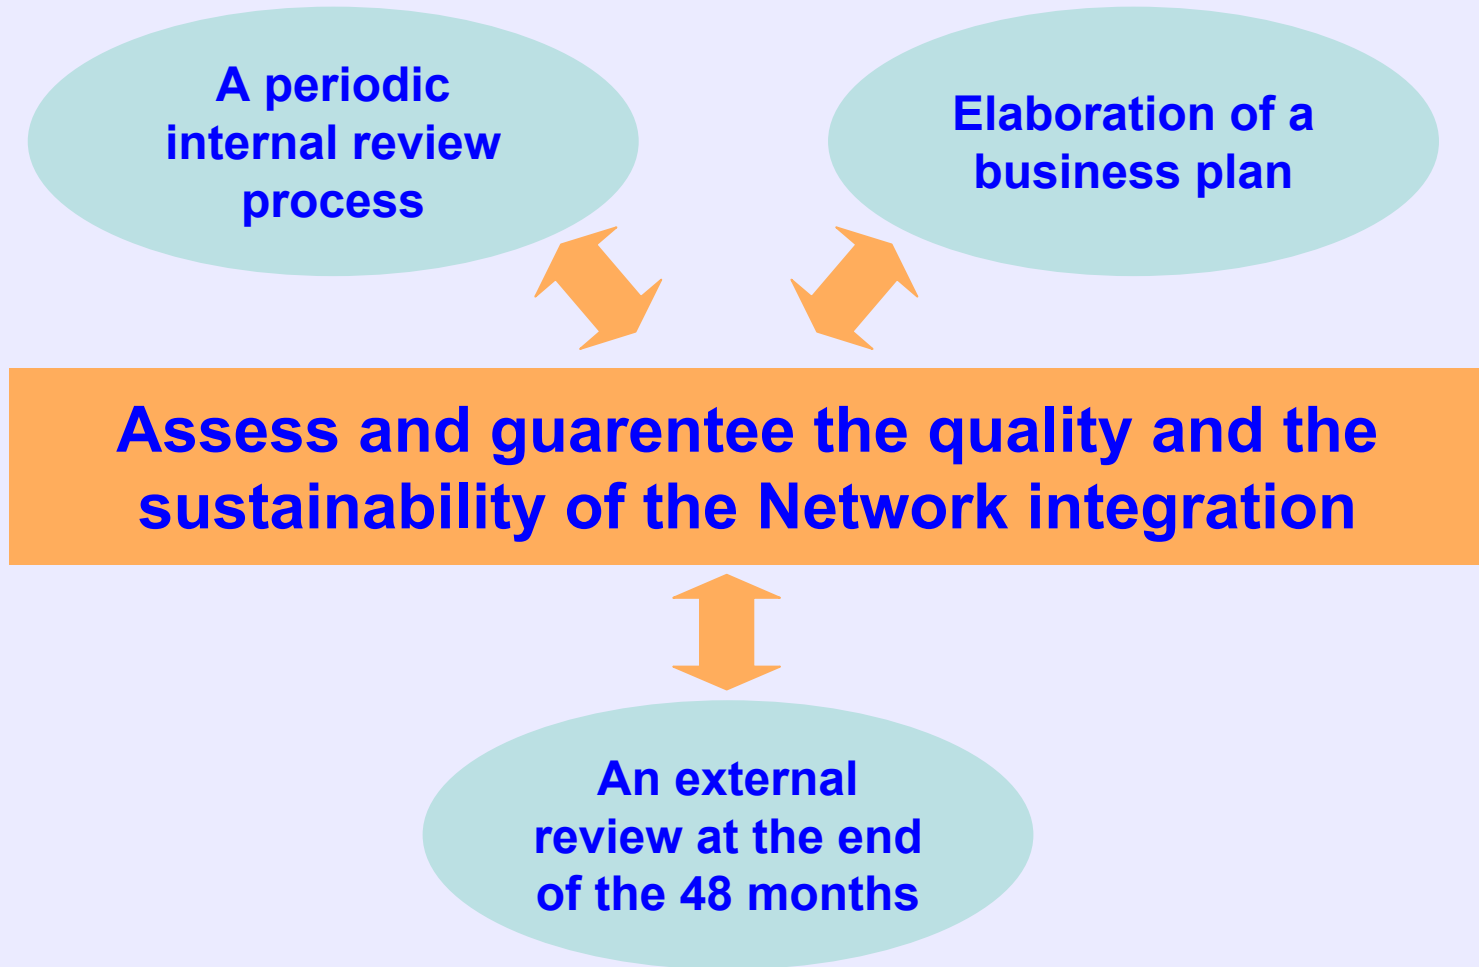 A periodic
internal review
process
Elaboration of a
business plan
Assess and guarentee the quality and the
sustainability of the Network integration
An external
review at the end
of the 48 months